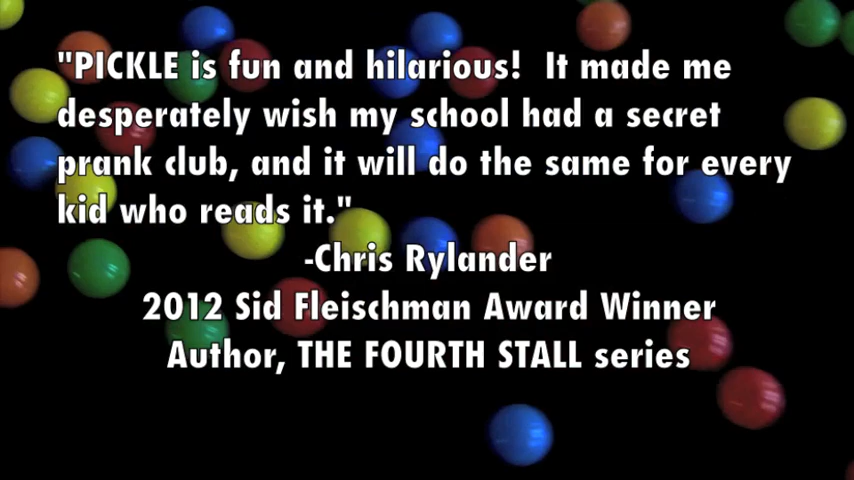 "PICKLE is fun and hilarious!  It made me
desperately wish my school had a secret
prank club, and it will do the same for every
kid who reads it."
-Chris Rylander
2012 Sid Fleischman Award Winner
Author, THE FOURTH STALL series